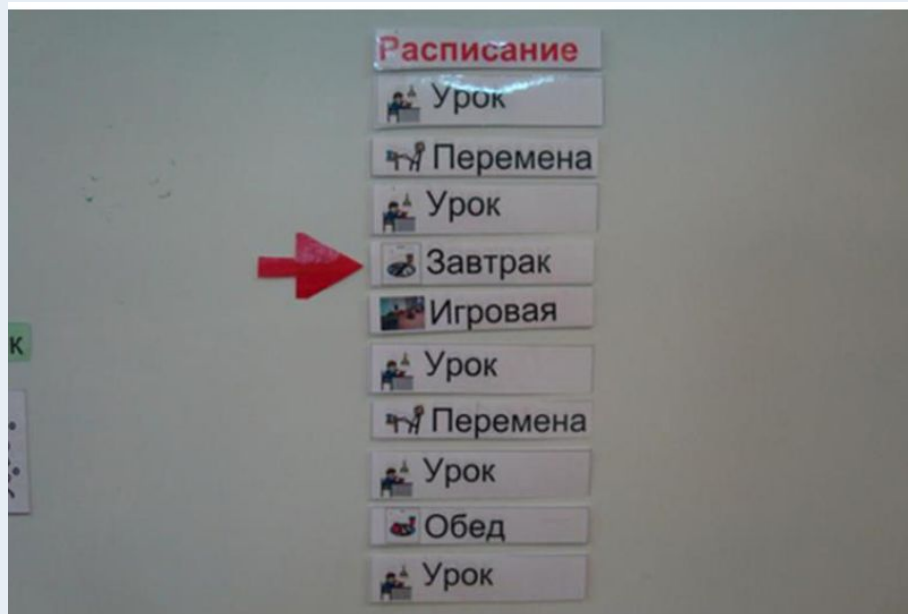 Расписание
Урок
Перемена
Урок
Завтрак
Игровая
Урок
Перемена
Урок
Обед
Урок
к